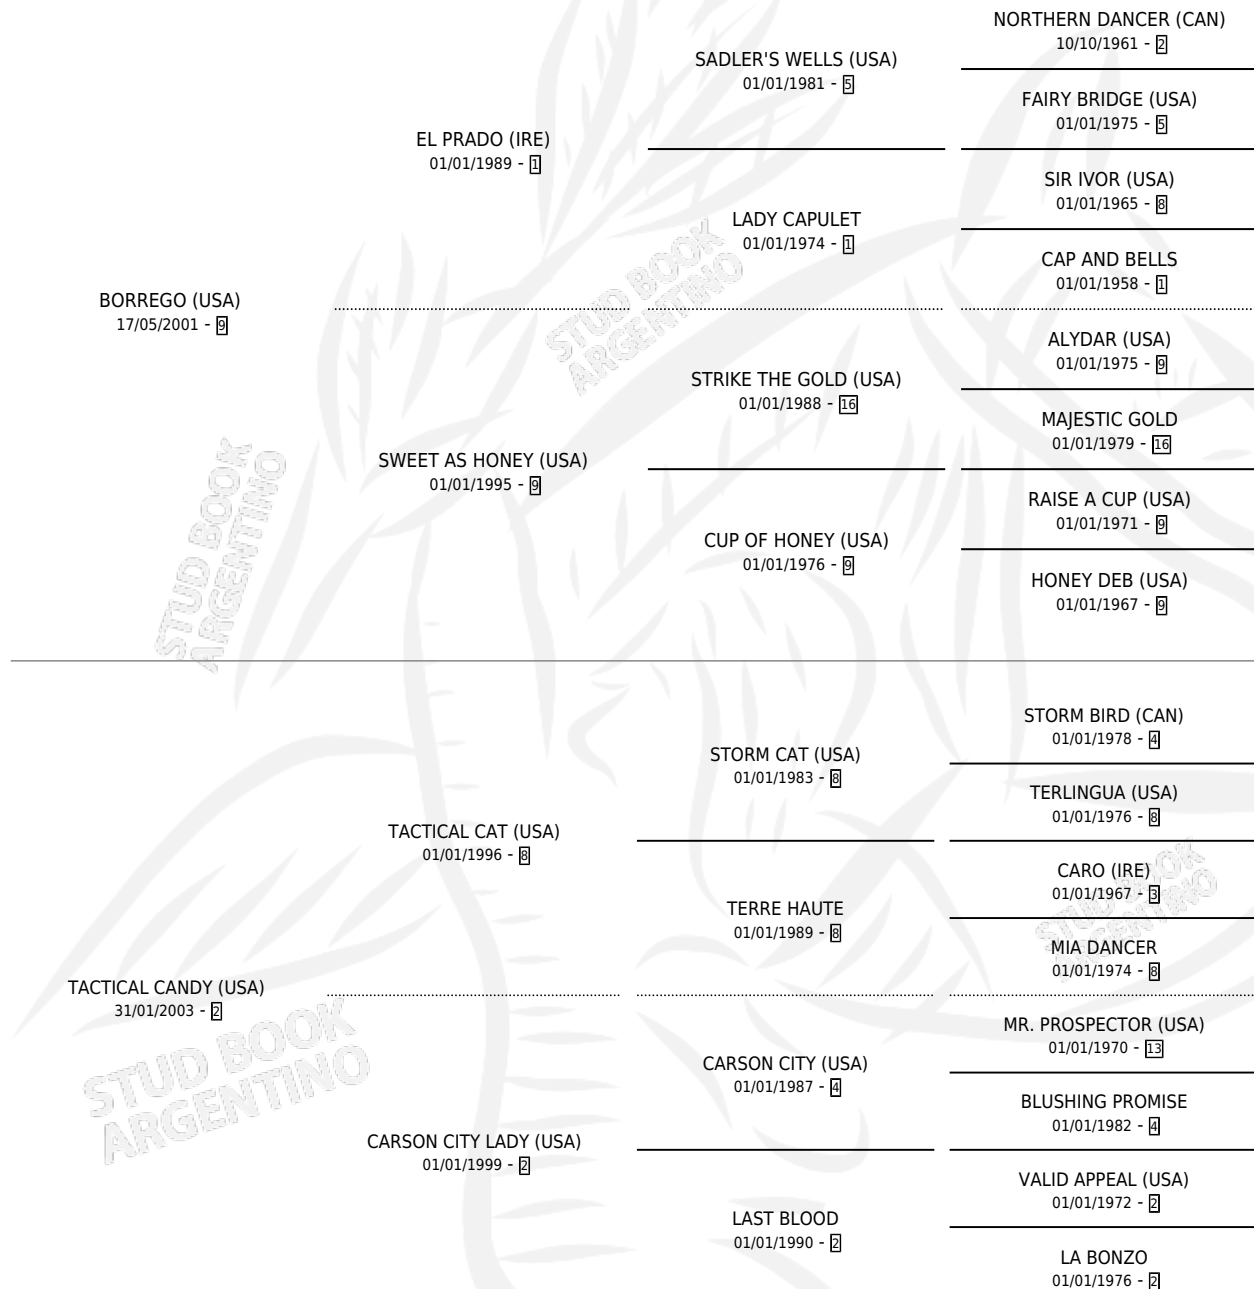 NORTHERN DANCER (CAN)
10/10/1961 - 2
SADLER'S WELLS (USA)
01/01/1981 - 5
FAIRY BRIDGE (USA)
01/01/1975 - 5
EL PRADO (IRE)
01/01/1989 - 1
SIR IVOR (USA)
01/01/1965 - 8
LADY CAPULET
01/01/1974 - 1
CAP AND BELLS
01/01/1958 - 1
BORREGO (USA)
17/05/2001 - 9
ALYDAR (USA)
01/01/1975 - 9
STRIKE THE GOLD (USA)
01/01/1988 - 16
MAJESTIC GOLD
01/01/1979 - 16
SWEET AS HONEY (USA)
01/01/1995 - 9
RAISE A CUP (USA)
01/01/1971 - 9
CUP OF HONEY (USA)
01/01/1976 - 9
HONEY DEB (USA)
01/01/1967 - 9
STUD BOOK
ARGENTINO
STUD BOOK
ARGENTINO
STORM BIRD (CAN)
01/01/1978 - 4
STORM CAT (USA)
01/01/1983 - 8
TERLINGUA (USA)
01/01/1976 - 8
TACTICAL CAT (USA)
01/01/1996 - 8
CARO (IRE)
01/01/1967 - 3
TERRE HAUTE
01/01/1989 - 8
MIA DANCER
01/01/1974 - 8
STUD BOOK
ARGENTINO
TACTICAL CANDY (USA)
31/01/2003 - 2
MR. PROSPECTOR (USA)
01/01/1970 - 13
CARSON CITY (USA)
01/01/1987 - 4
BLUSHING PROMISE
01/01/1982 - 4
STUD BOOK
ARGENTINO
CARSON CITY LADY (USA)
01/01/1999 - 2
VALID APPEAL (USA)
01/01/1972 - 2
LAST BLOOD
01/01/1990 - 2
LA BONZO
01/01/1976 - 2